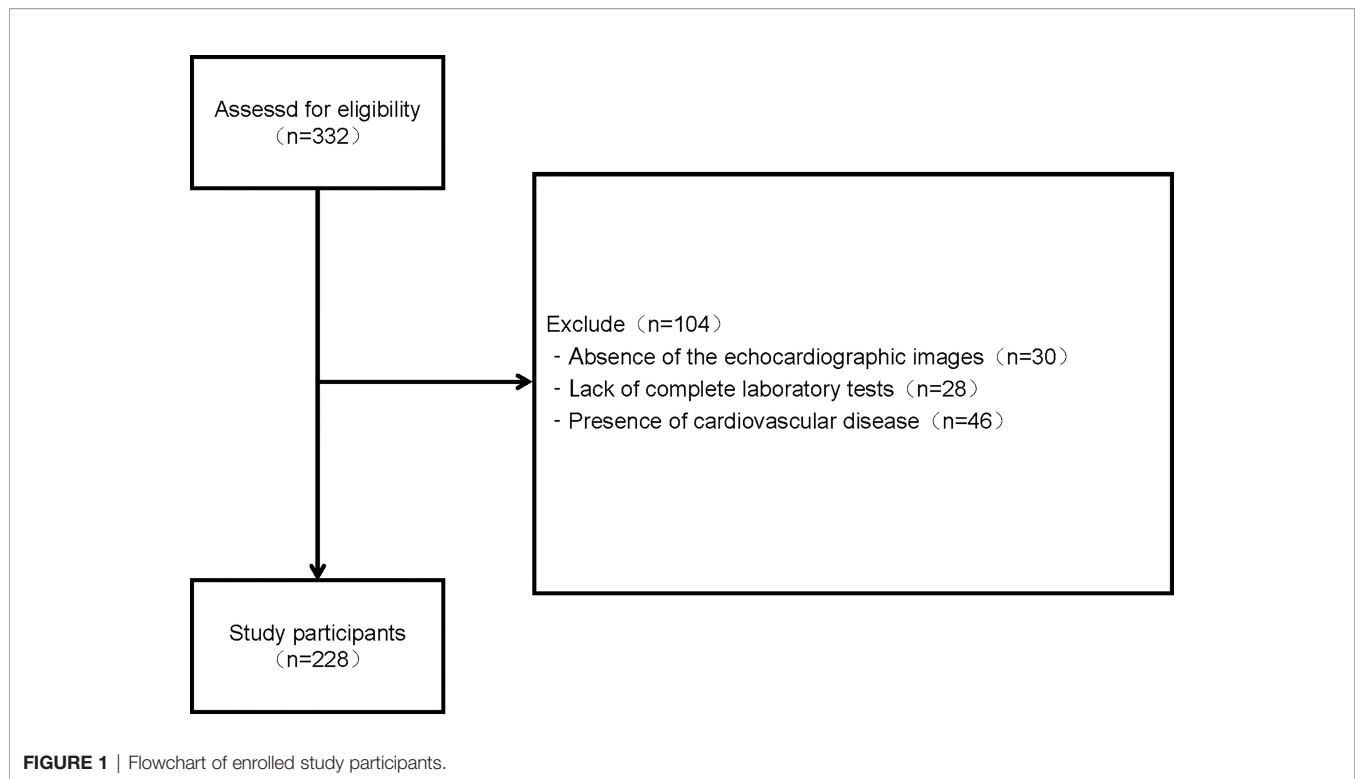 Assessd for eligibility
（n=332）
Exclude（n=104）
- Absence of the echocardiographic images（n=30）
- Lack of complete laboratory tests（n=28）
- Presence of cardiovascular disease（n=46）
Study participants
（n=228）
FIGURE 1 | Flowchart of enrolled study participants.